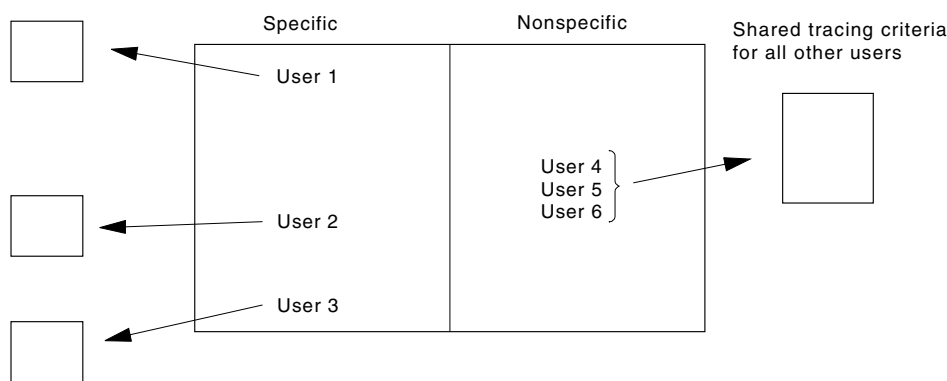 Specific
Nonspecific
Shared tracing criteria
for all other users
User 1
User 4
User 5
User 6
User 2
User 3